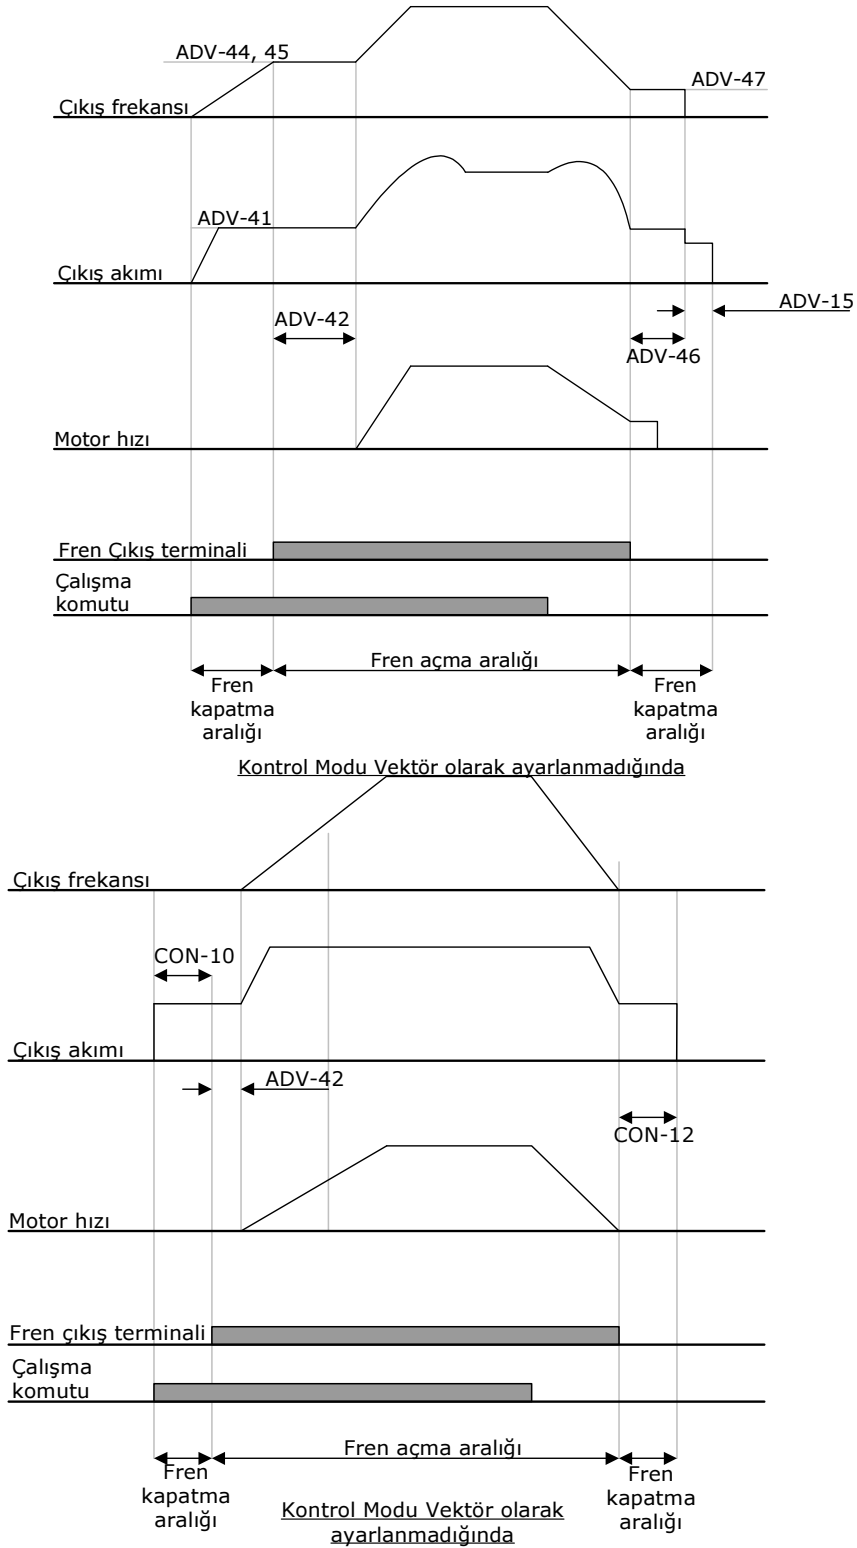 ADV-44, 45
ADV-47
Çıkış frekansı
ADV-41
Çıkış akımı
ADV-15
ADV-42
ADV-46
Motor hızı
Fren Çıkış terminali
Çalışma
komutu
Fren açma aralığı
Fren
kapatma
aralığı
Fren
kapatma
aralığı
Kontrol Modu Vektör olarak ayarlanmadığında
Çıkış frekansı
CON-10
Çıkış akımı
ADV-42
CON-12
Motor hızı
Fren çıkış terminali
Çalışma
komutu
Fren açma aralığı
Fren
kapatma
aralığı
Fren
kapatma
aralığı
Kontrol Modu Vektör olarak
ayarlanmadığında